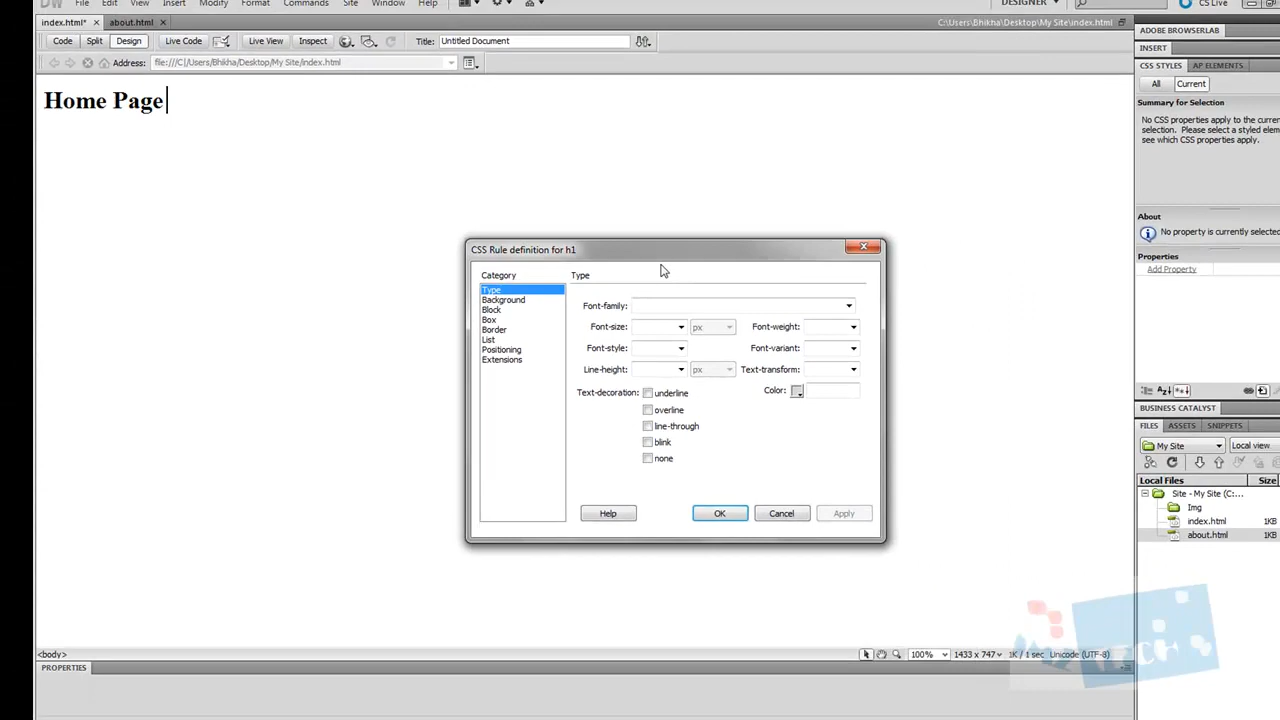 DW File Edit View Insert Modify Format Commands Site Window Help DESIGNER CS Live
index.html* × about.html × C:\Users\Bhikha\Desktop\My Site\index.html
Code Split Design Live Code Live View Inspect Title: Untitled Document
Address: file:///C|/Users/Bhikha/Desktop/My Site/index.html
Home Page
CSS Rule definition for h1
Category
Type
Background
Block
Box
Border
List
Positioning
Extensions
Type
Font-family:
Font-size: px Font-weight:
Font-style: Font-variant:
Line-height: px Text-transform:
Text-decoration: underline Color:
overline
line-through
blink
none
Help OK Cancel Apply
ADOBE BROWSERLAB
INSERT
CSS STYLES AP ELEMENTS
All Current
Summary for Selection
No CSS properties apply to the current
selection. Please select a styled elem
see which CSS properties apply.
About
No property is currently selected
Properties
Add Property
BUSINESS CATALYST
FILES ASSETS SNIPPETS
My Site Local view
Local Files Size
Site - My Site (C:...
Img
index.html 1KB
about.html 1KB
<body> 100% 1433 x 747 1K / 1 sec Unicode (UTF-8)
PROPERTIES